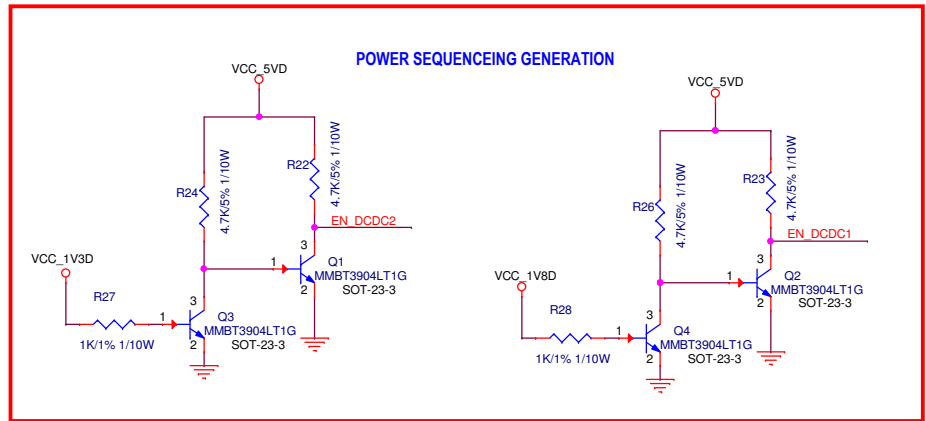 POWER SEQUENCEING GENERATION
VCC_5VD
R24
4.7K/5% 1/10W
R22
4.7K/5% 1/10W
EN_DCDC2
VCC_1V3D
R27
1K/1% 1/10W
1
3
2
Q3
MMBT3904LT1G
SOT-23-3
1
3
2
Q1
MMBT3904LT1G
SOT-23-3
VCC_5VD
R26
4.7K/5% 1/10W
R23
4.7K/5% 1/10W
EN_DCDC1
VCC_1V8D
R28
1K/1% 1/10W
1
3
2
Q4
MMBT3904LT1G
SOT-23-3
1
3
2
Q2
MMBT3904LT1G
SOT-23-3